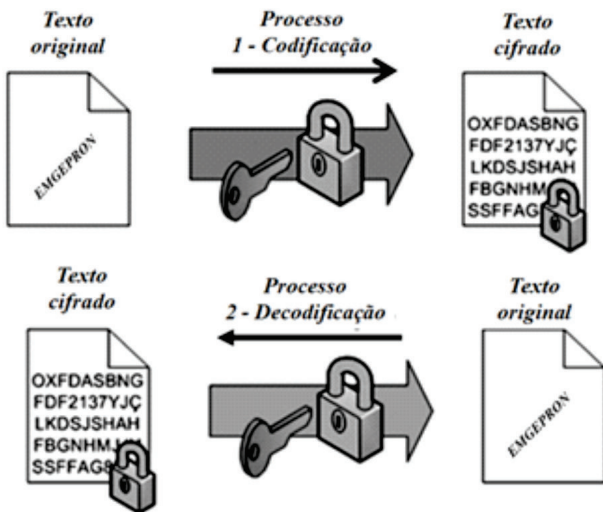 Texto
original
Processo
1 - Codificação
Texto
cifrado
EMGEPRON
OXFDASBNG
FDF2137YJÇ
LKDSJSHAH
FBGNHM
SSFFAG
Texto
cifrado
Processo
2 - Decodificação
Texto
original
OXFDASBNG
FDF2137YJÇ
LKDSJSHAH
FBGNHM
SSFFAG
EMGEPRON